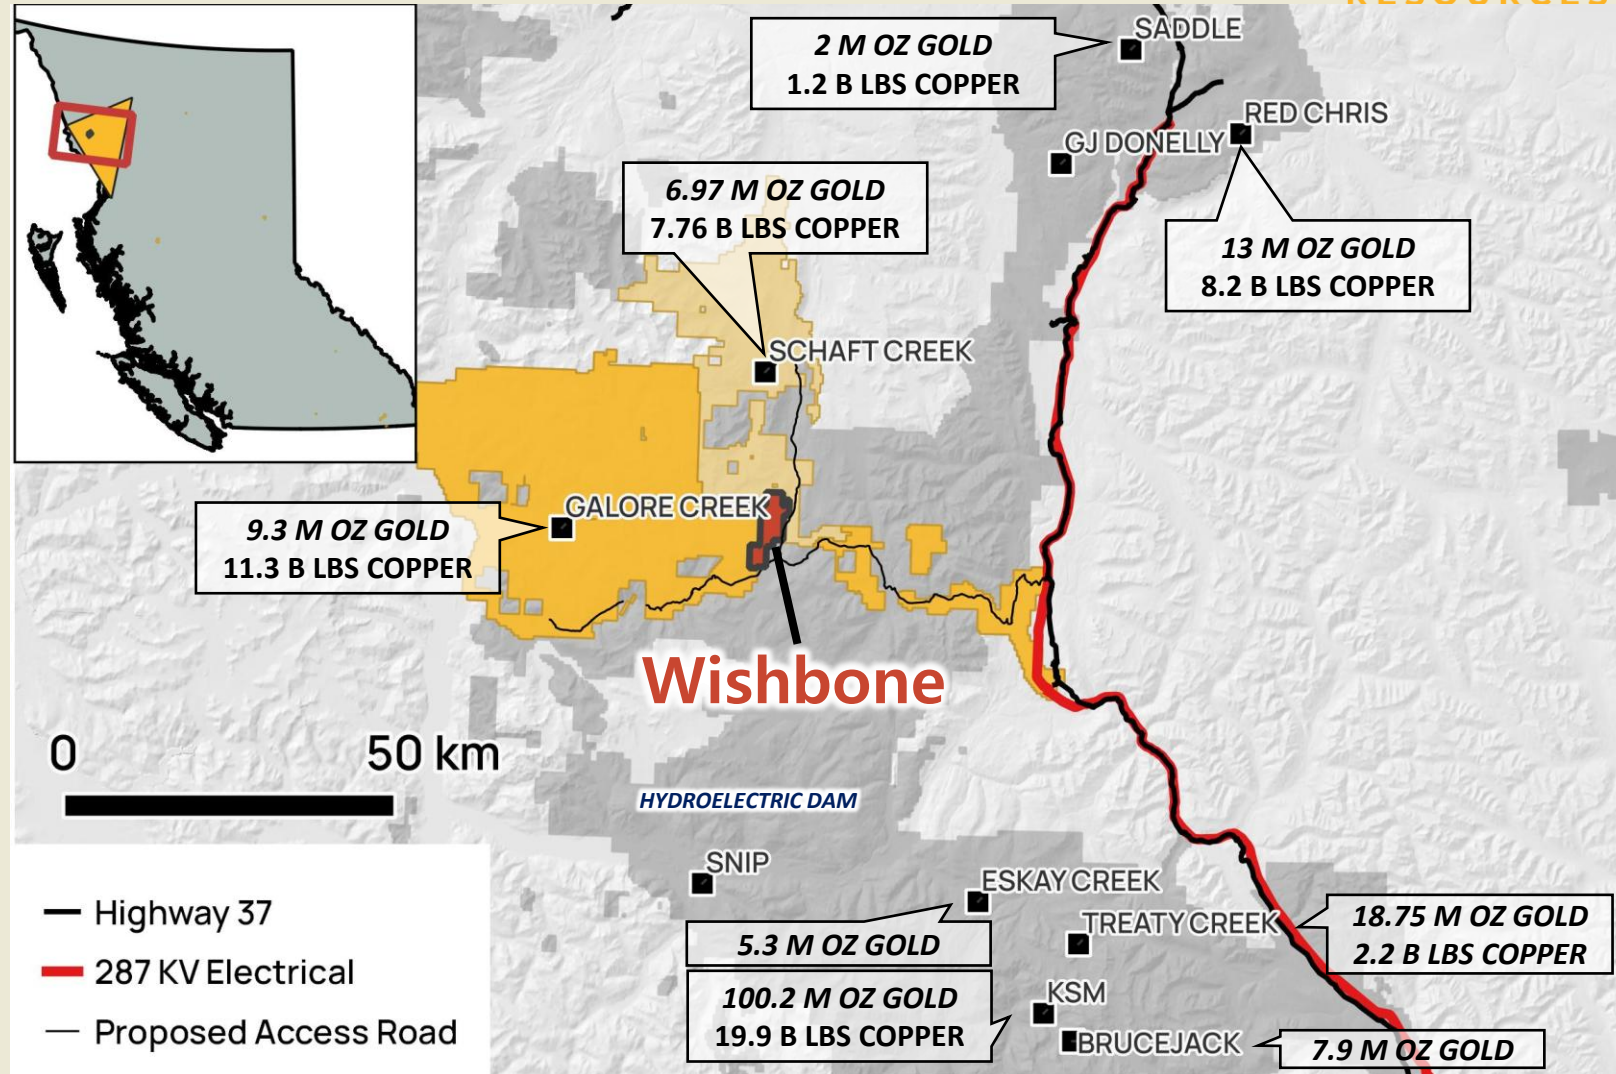 RESOURCES
2 M OZ GOLD
1.2 B LBS COPPER
SADDLE
RED CHRIS
GJ DONELLY
6.97 M OZ GOLD
7.76 B LBS COPPER
13 M OZ GOLD
8.2 B LBS COPPER
SCHAFT CREEK
GALORE CREEK
9.3 M OZ GOLD
11.3 B LBS COPPER
Wishbone
0 50 km
HYDROELECTRIC DAM
SNIP
ESKAY CREEK
5.3 M OZ GOLD
TREATY CREEK
18.75 M OZ GOLD
2.2 B LBS COPPER
100.2 M OZ GOLD
19.9 B LBS COPPER
KSM
BRUCEJACK
7.9 M OZ GOLD
Highway 37
287 KV Electrical
Proposed Access Road